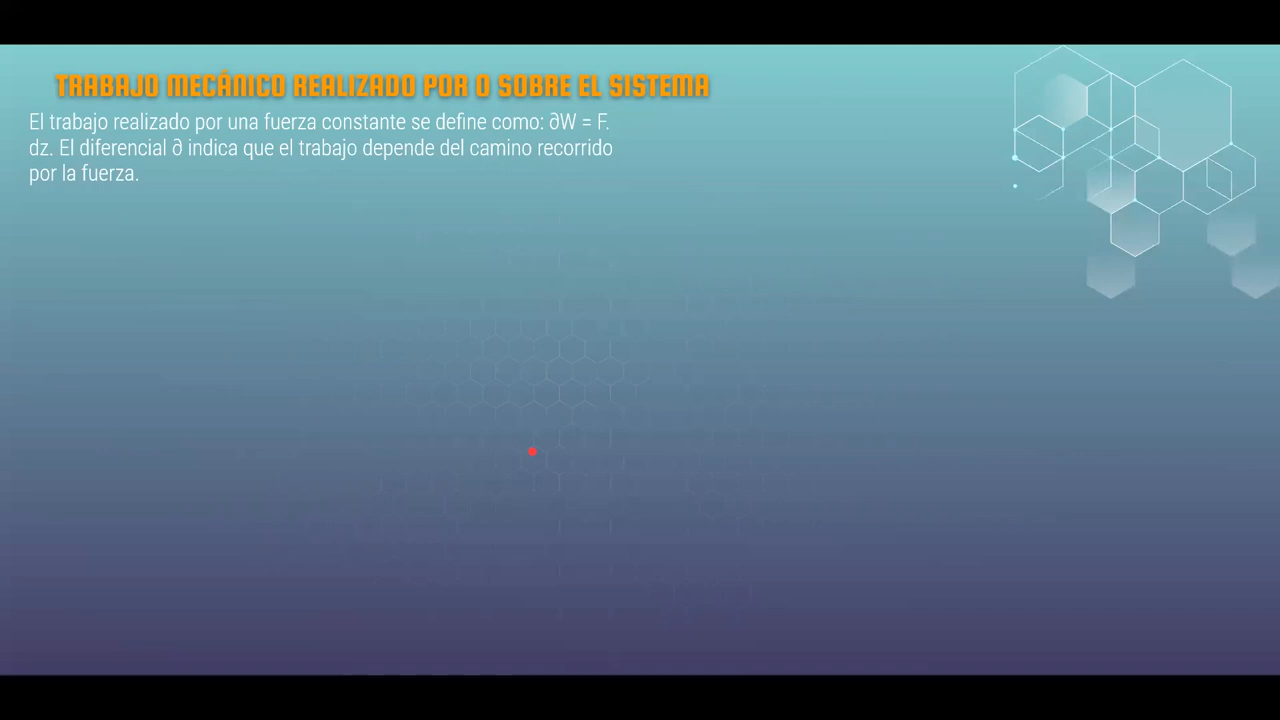 TRABAJO MECÁNICO REALIZADO POR O SOBRE EL SISTEMA
El trabajo realizado por una fuerza constante se define como: ∂W = F.
dz. El diferencial ∂ indica que el trabajo depende del camino recorrido
por la fuerza.